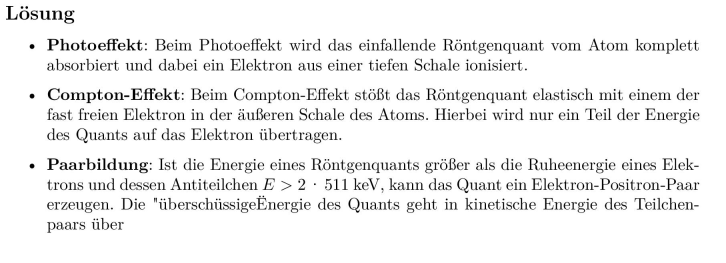 Lösung
• Photoeffekt: Beim Photoeffekt wird das einfallende Röntgenquant vom Atom komplett
absorbiert und dabei ein Elektron aus einer tiefen Schale ionisiert.
• Compton-Effekt: Beim Compton-Effekt stößt das Röntgenquant elastisch mit einem der
fast freien Elektron in der äußeren Schale des Atoms. Hierbei wird nur ein Teil der Energie
des Quants auf das Elektron übertragen.
• Paarbildung: Ist die Energie eines Röntgenquants größer als die Ruheenergie eines Elek-
trons und dessen Antiteilchen E > 2 · 511 keV, kann das Quant ein Elektron-Positron-Paar
erzeugen. Die "überschüssigeËnergie des Quants geht in kinetische Energie des Teilchen-
paars über